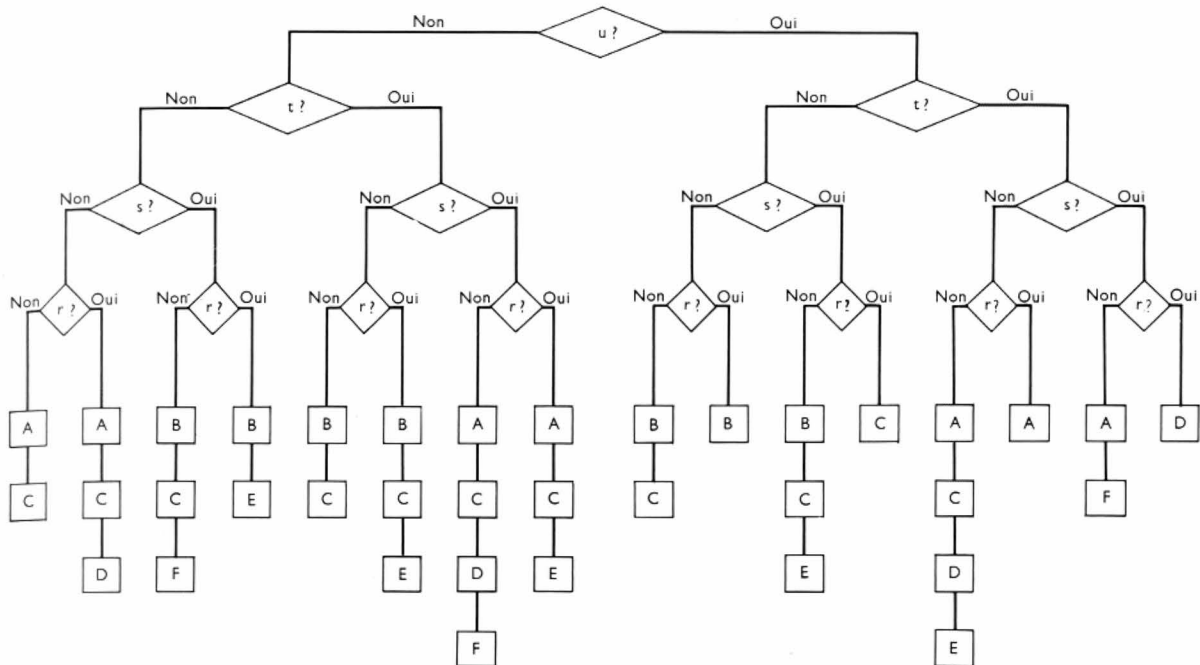 Non u ? Oui
Non t ? Oui Non t ? Oui
Non s ? Oui Non s ? Oui Non s ? Oui Non s ? Oui
Non r ? Oui Non r ? Oui Non r ? Oui Non r ? Oui Non r ? Oui Non r ? Oui Non r? Oui Non r ? Oui
A A B B B B A A B B B C A A A D
C C C E C C C C C C C F
D F E D E E D
F E